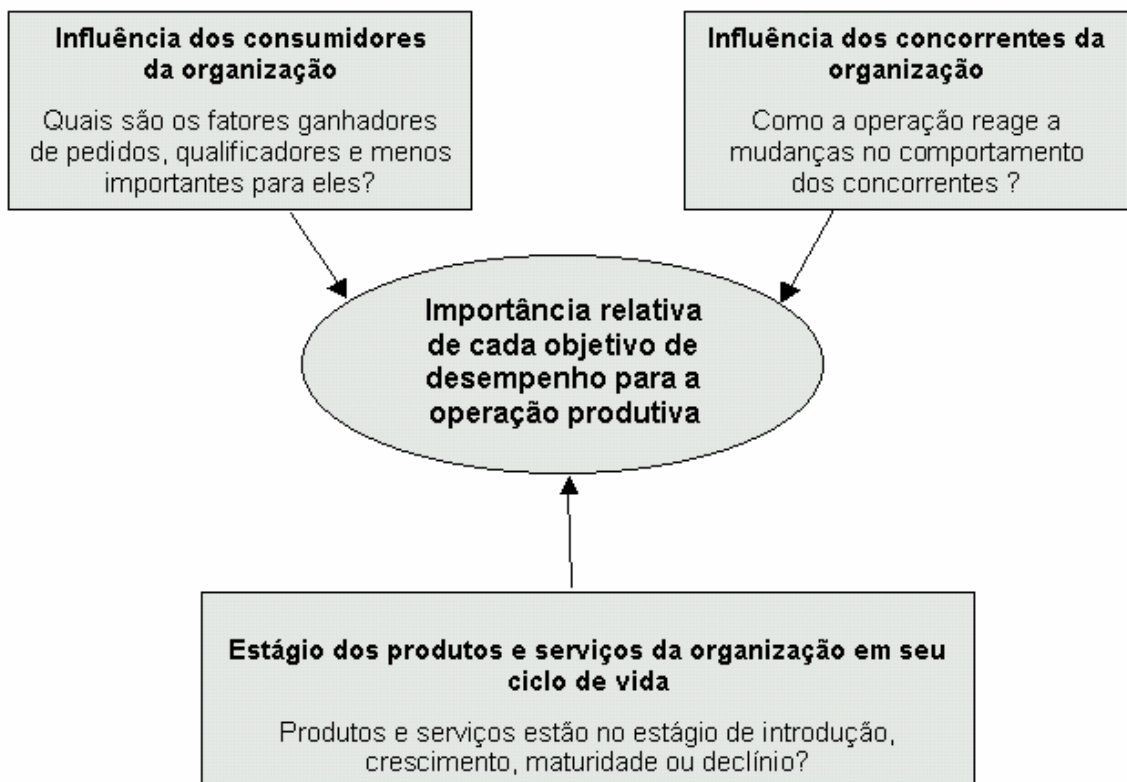 Influência dos consumidores
da organização
Quais são os fatores ganhadores
de pedidos, qualificadores e menos
importantes para eles?
Influência dos concorrentes da
organização
Como a operação reage a
mudanças no comportamento
dos concorrentes ?
Importância relativa
de cada objetivo de
desempenho para a
operação produtiva
Estágio dos produtos e serviços da organização em seu
ciclo de vida
Produtos e serviços estão no estágio de introdução,
crescimento, maturidade ou declínio?